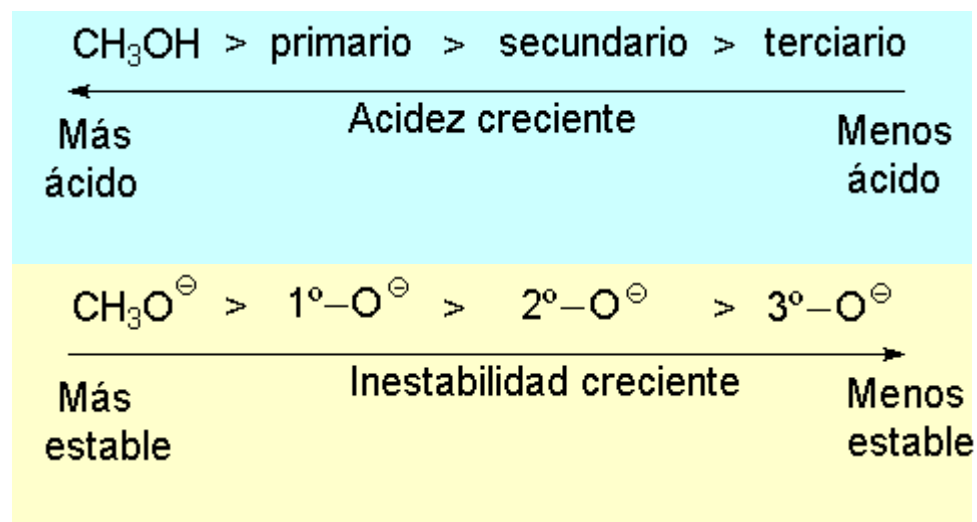 CH₃OH > primario > secundario > terciario
Acidez creciente
Más ácido
Menos ácido
CH₃O⊖ > 1º–O⊖ > 2º–O⊖ > 3º–O⊖
Inestabilidad creciente
Más estable
Menos estable